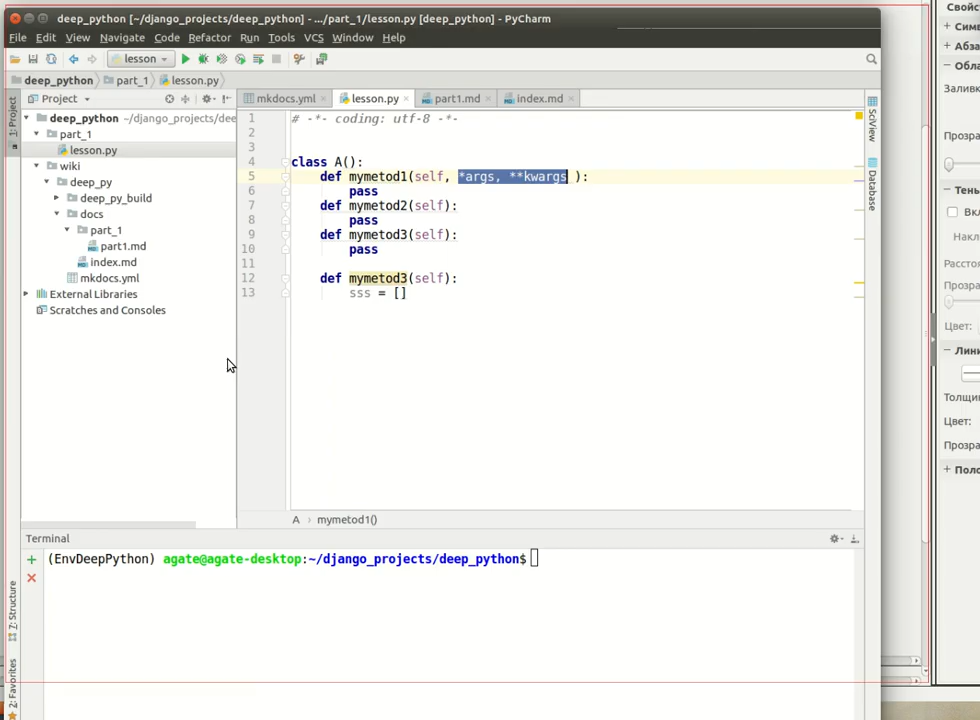 deep_python [~/django_projects/deep_python] - .../part_1/lesson.py [deep_python] - PyCharm
File Edit View Navigate Code Refactor Run Tools VCS Window Help
lesson
deep_python part_1 lesson.py
Project
mkdocs.yml lesson.py part1.md index.md
deep_python ~/django_projects/dee
part_1
lesson.py
wiki
deep_py
deep_py_build
docs
part_1
part1.md
index.md
mkdocs.yml
External Libraries
Scratches and Consoles
1 # -*- coding: utf-8 -*-
2
3
4 class A():
5 def mymetod1(self, *args, **kwargs ):
6 pass
7 def mymetod2(self):
8 pass
9 def mymetod3(self):
10 pass
11
12 def mymetod3(self):
13 sss = []
A › mymetod1()
Terminal
(EnvDeepPython) agate@agate-desktop:~/django_projects/deep_python$
1: Project
7: Structure
2: Favorites
SciView
Database
Свойс
+ Симв
+ Абза
− Обла
Заливк
Прозра
− Тень
Вкл
Накл
Расстоя
Прозра
Цвет:
− Лини
Толщин
Цвет:
Прозра
+ Поло